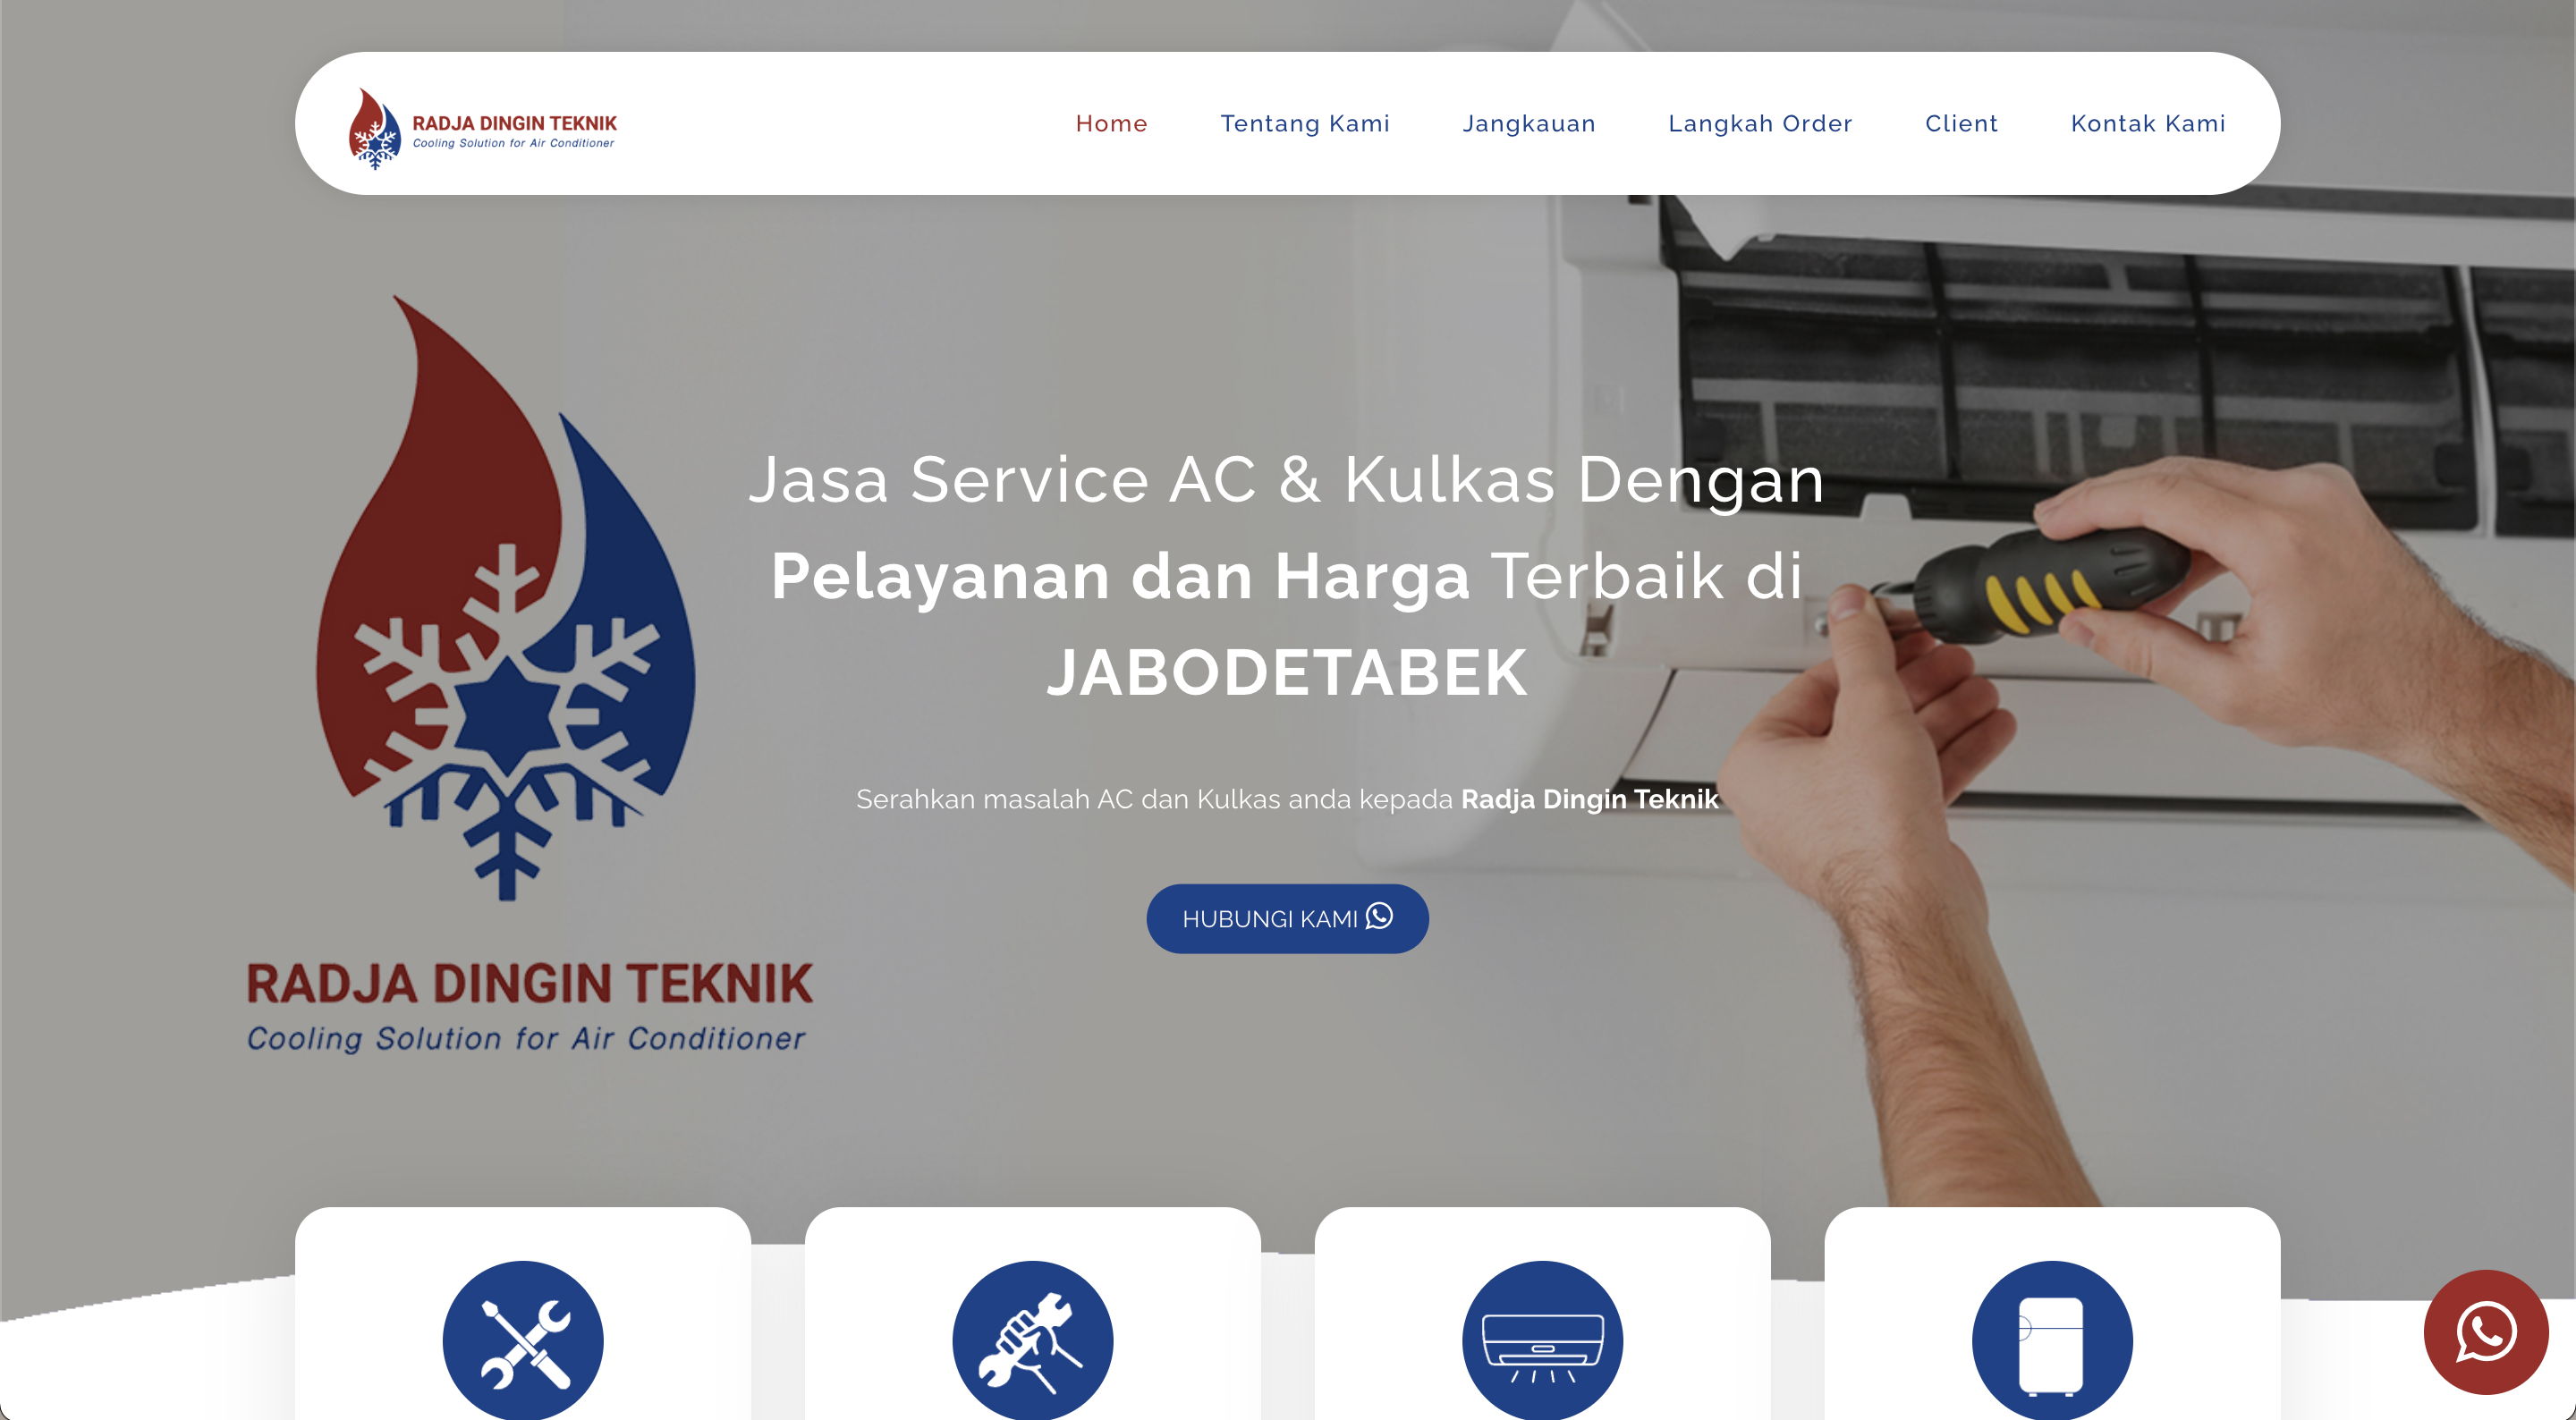 RADJA DINGIN TEKNIK
Cooling Solution for Air Conditioner
Home
Tentang Kami
Jangkauan
Langkah Order
Client
Kontak Kami
Jasa Service AC & Kulkas Dengan
Pelayanan dan Harga Terbaik di
JABODETABEK
Serahkan masalah AC dan Kulkas anda kepada Radja Dingin Teknik
HUBUNGI KAMI
RADJA DINGIN TEKNIK
Cooling Solution for Air Conditioner